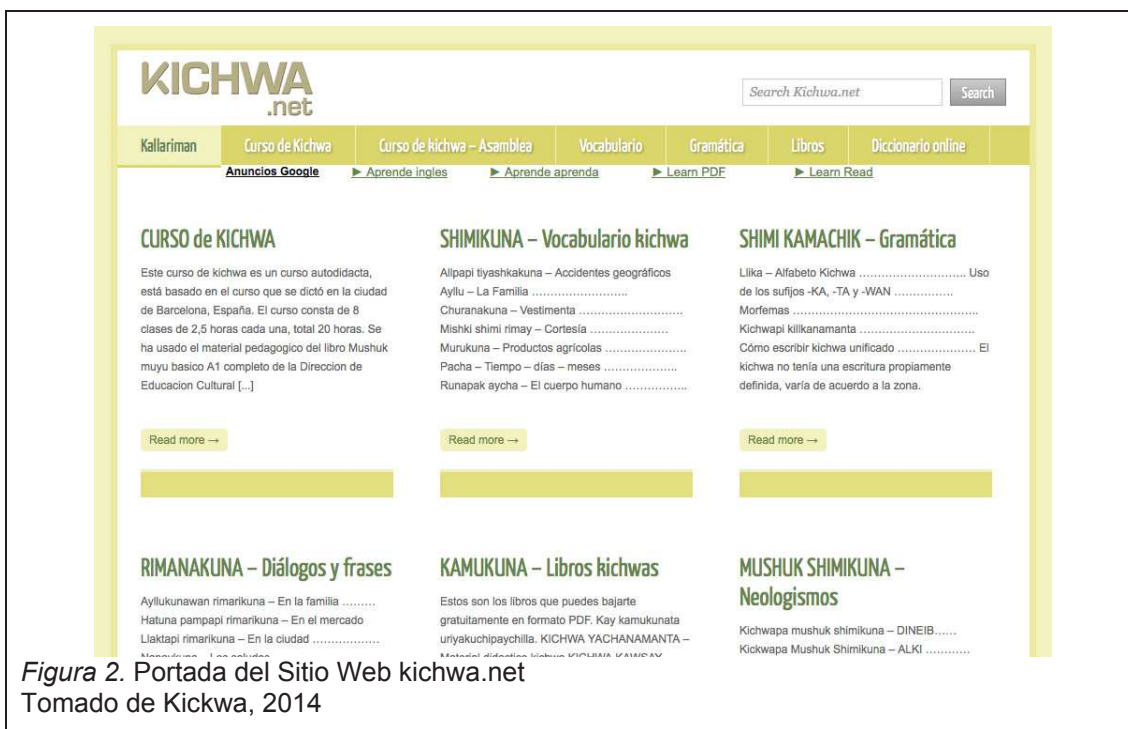 KICHWA
.net
Search Kichwa.net
Search
Kallariman Curso de Kichwa Curso de kichwa – Asamblea Vocabulario Gramática Libros Diccionario online
Anuncios Google ► Aprende ingles ► Aprende aprenda ► Learn PDF ► Learn Read
CURSO de KICHWA
Este curso de kichwa es un curso autodidacta,
está basado en el curso que se dictó en la ciudad
de Barcelona, España. El curso consta de 8
clases de 2,5 horas cada una, total 20 horas. Se
ha usado el material pedagogico del libro Mushuk
muyu basico A1 completo de la Direccion de
Educacion Cultural [...]
Read more →
SHIMIKUNA – Vocabulario kichwa
Allpapi tiyashkakuna – Accidentes geográficos
Ayllu – La Familia ……………………..
Churanakuna – Vestimenta ………………………
Mishki shimi rimay – Cortesía …………………
Murukuna – Productos agrícolas ………………….
Pacha – Tiempo – días – meses ………………..
Runapak aycha – El cuerpo humano ……………..
Read more →
SHIMI KAMACHIK – Gramática
Llika – Alfabeto Kichwa ……………………….. Uso
de los sufijos -KA, -TA y -WAN …………….
Morfemas …………………………………………..
Kichwapi killkanamanta ………………………….
Cómo escribir kichwa unificado ………………… El
kichwa no tenía una escritura propiamente
definida, varía de acuerdo a la zona.
Read more →
RIMANAKUNA – Diálogos y frases
Ayllukunawan rimarikuna – En la familia ………
Hatuna pampapi rimarikuna – En el mercado
Llaktapi rimarikuna – En la ciudad ………………
KAMUKUNA – Libros kichwas
Estos son los libros que puedes bajarte
gratuitamente en formato PDF. Kay kamukunata
uriyakuchipaychilla. KICHWA YACHANAMANTA –
Material didactico kichwa KICHWA KAWSAY
MUSHUK SHIMIKUNA –
Neologismos
Kichwapa mushuk shimikuna – DINEIB……
Kickwapa Mushuk Shimikuna – ALKI …………
Figura 2. Portada del Sitio Web kichwa.net
Tomado de Kickwa, 2014